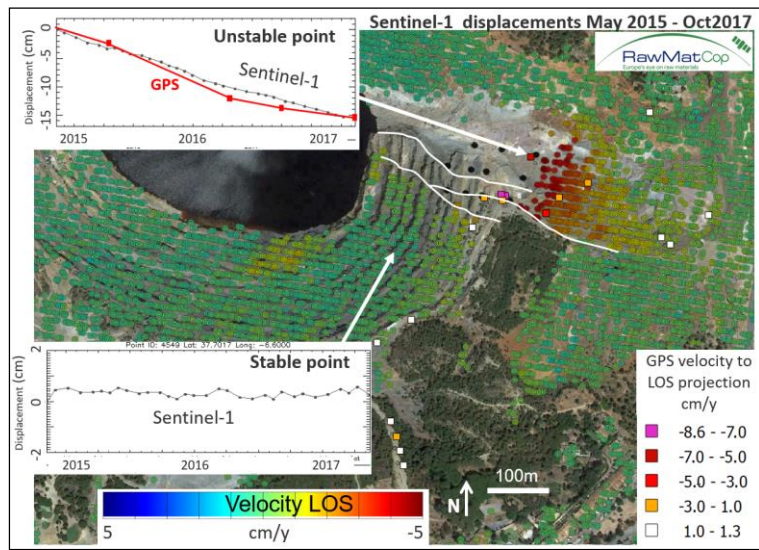 Sentinel-1 displacements May 2015 - Oct2017
RawMatCop
Europe's eye on raw materials
Unstable point
Displacement (cm)
0
-5
-10
-15
GPS
Sentinel-1
2015
2016
2017
Point ID: 4549 Lat: 37.7017 Long: -6.6000
Stable point
Displacement (cm)
2
0
-2
Sentinel-1
2015
2016
2017
Velocity LOS
5
cm/y
-5
N
100m
GPS velocity to
LOS projection
cm/y
-8.6 - -7.0
-7.0 - -5.0
-5.0 - -3.0
-3.0 - 1.0
1.0 - 1.3